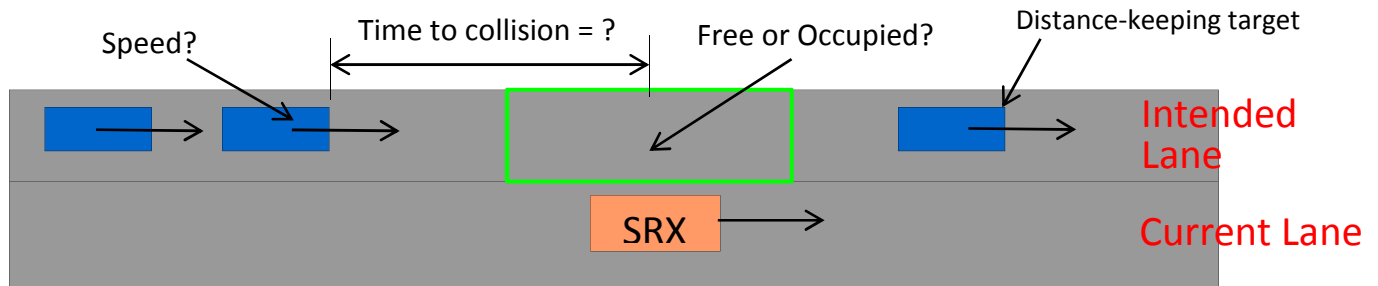 Speed?
Time to collision = ?
Free or Occupied?
Distance-keeping target
Intended
Lane
SRX
Current Lane